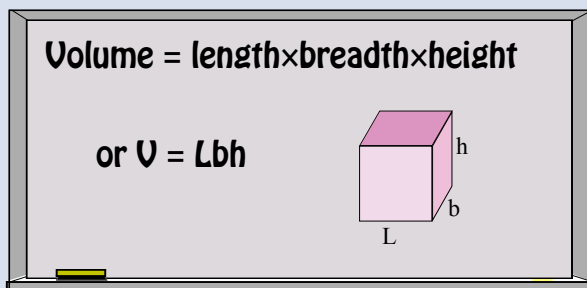 Volume = length×breadth×height
or V = Lbh
h
b
L